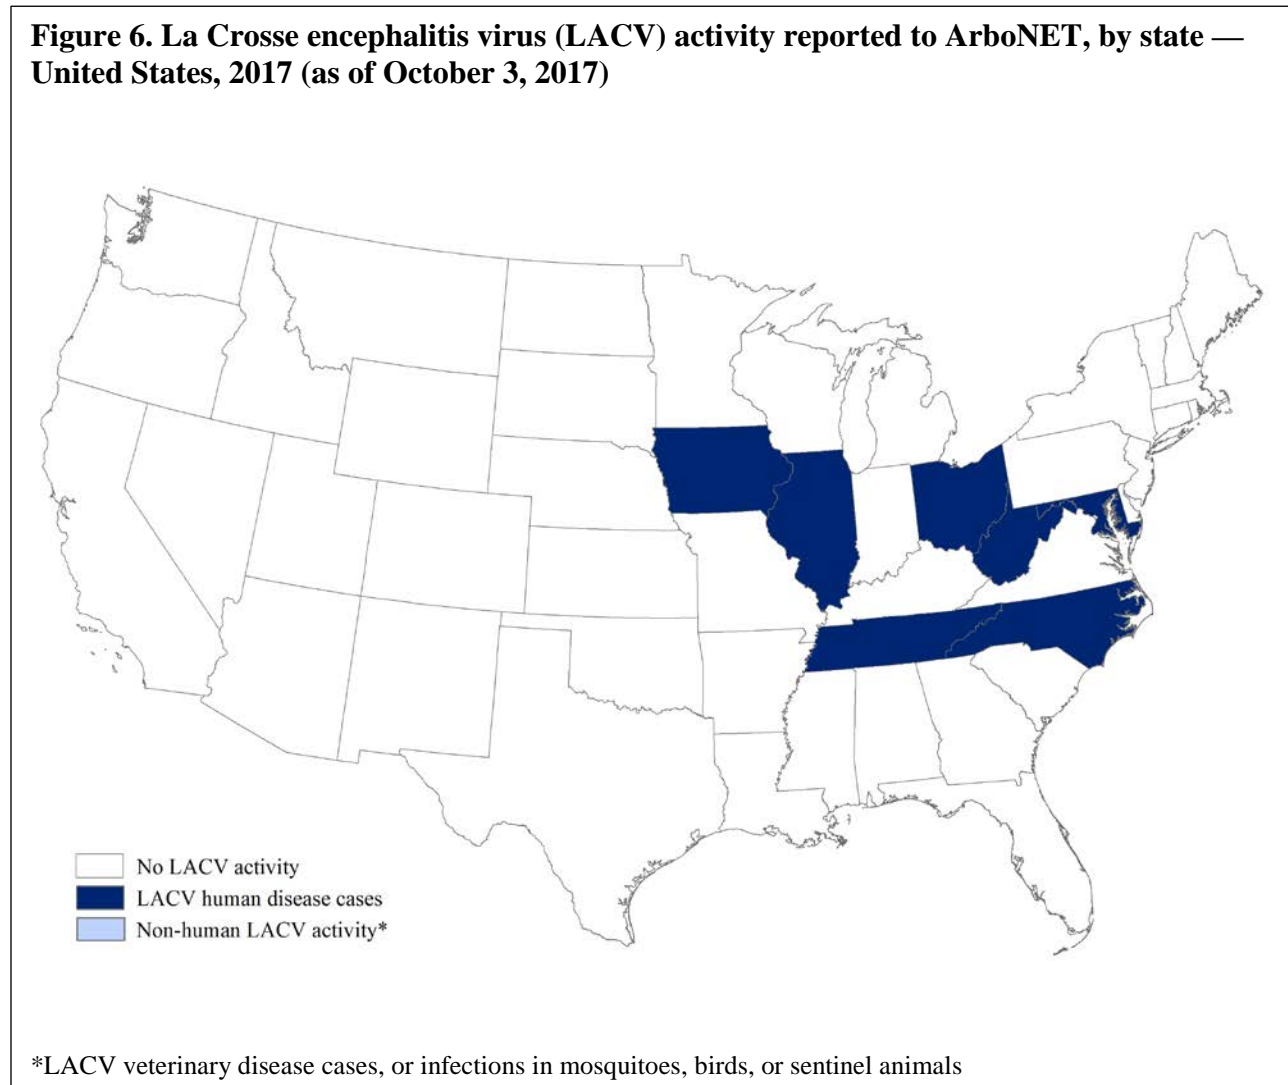 Figure 6. La Crosse encephalitis virus (LACV) activity reported to ArboNET, by state —
United States, 2017 (as of October 3, 2017)
No LACV activity
LACV human disease cases
Non-human LACV activity*
*LACV veterinary disease cases, or infections in mosquitoes, birds, or sentinel animals